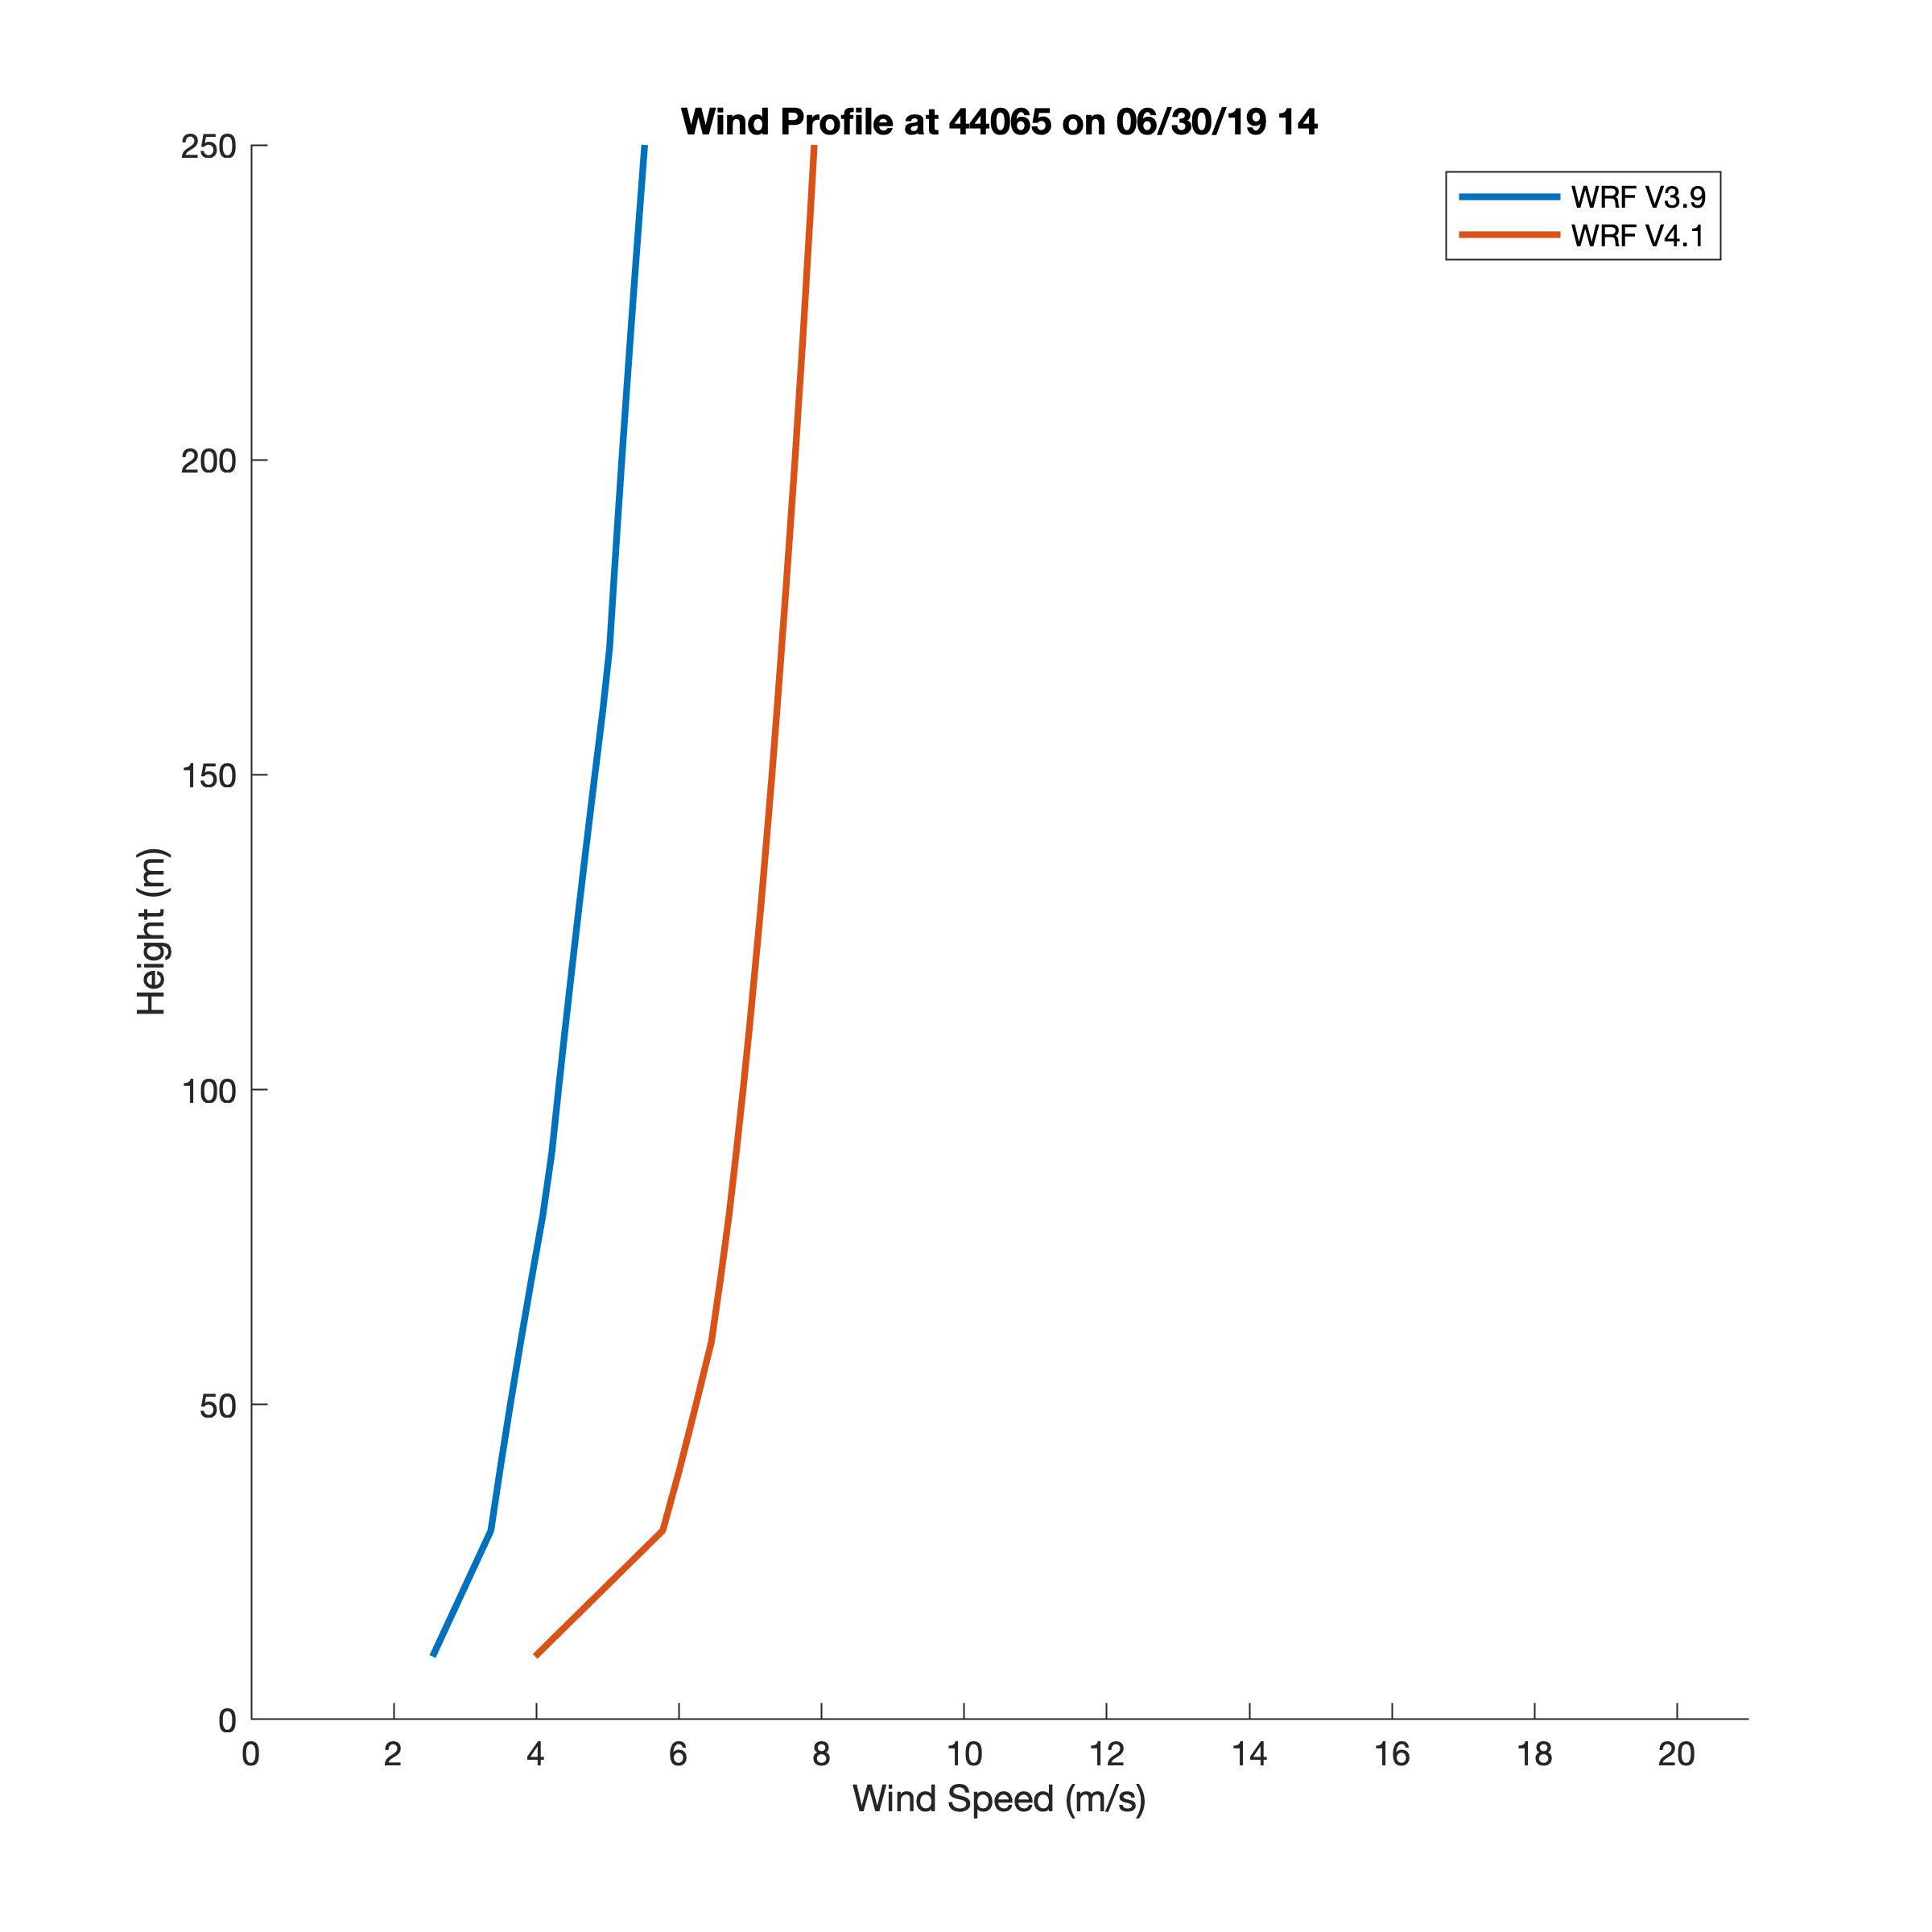 Wind Profile at 44065 on 06/30/19 14
WRF V3.9
WRF V4.1
250
200
150
100
50
0
Height (m)
0 2 4 6 8 10 12 14 16 18 20
Wind Speed (m/s)